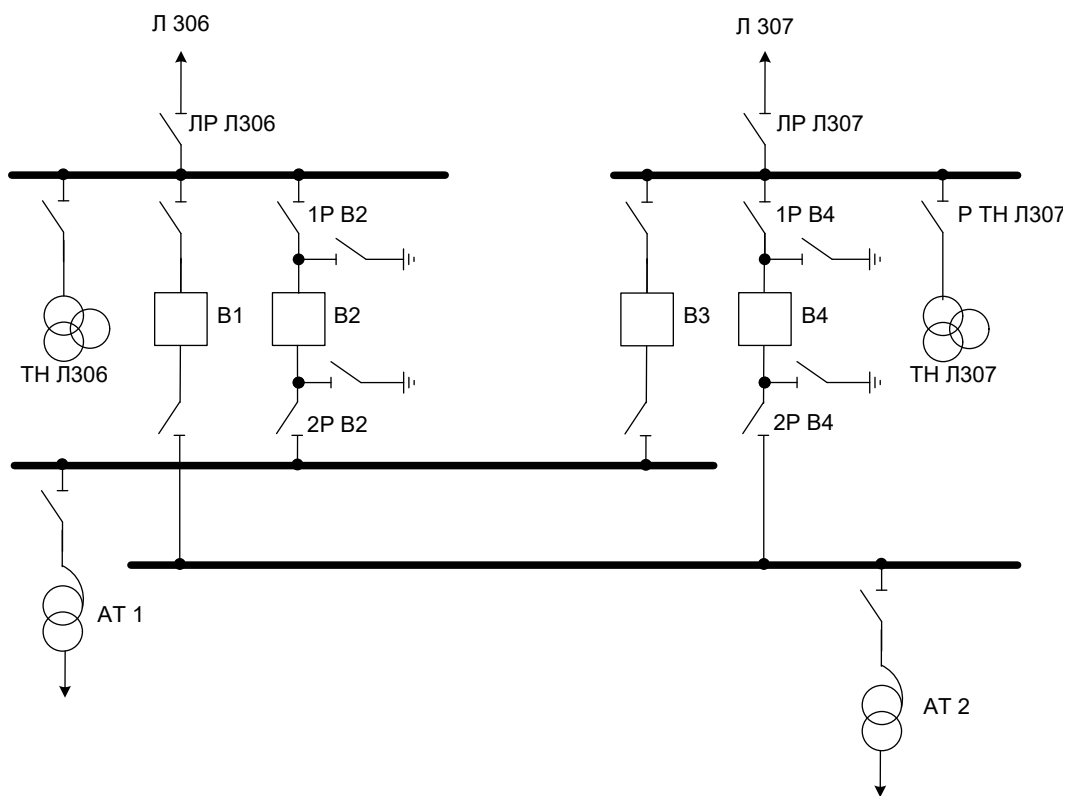 Л 306
Л 307
ЛР Л306
ЛР Л307
1Р В2
1Р В4
Р ТН Л307
В1
В2
В3
В4
ТН Л306
ТН Л307
2Р В2
2Р В4
АТ 1
АТ 2